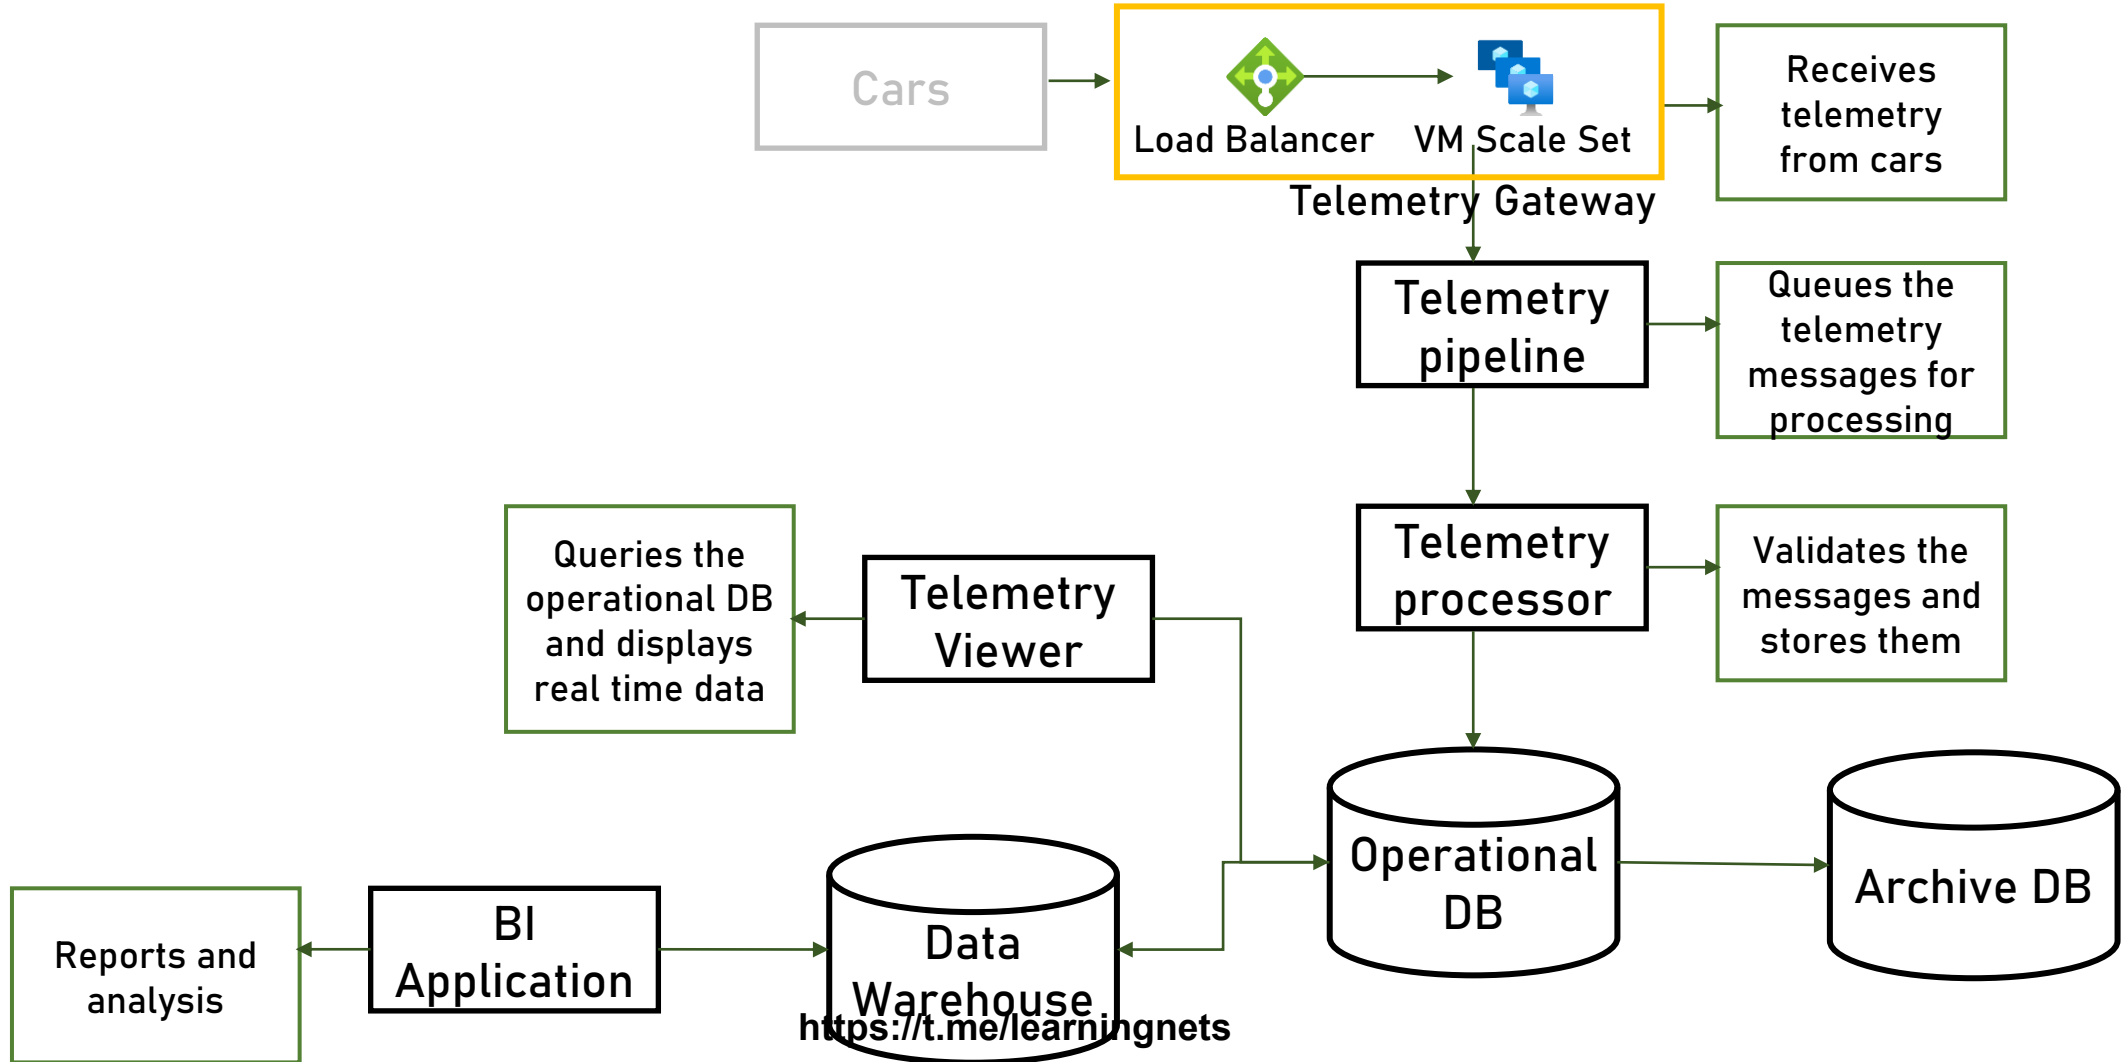 Cars
Load Balancer
VM Scale Set
Telemetry Gateway
Receives
telemetry
from cars
Telemetry
pipeline
Queues the
telemetry
messages for
processing
Telemetry
processor
Validates the
messages and
stores them
Queries the
operational DB
and displays
real time data
Telemetry
Viewer
Operational
DB
Archive DB
Reports and
analysis
BI
Application
Data
Warehouse
https://t.me/learningnets